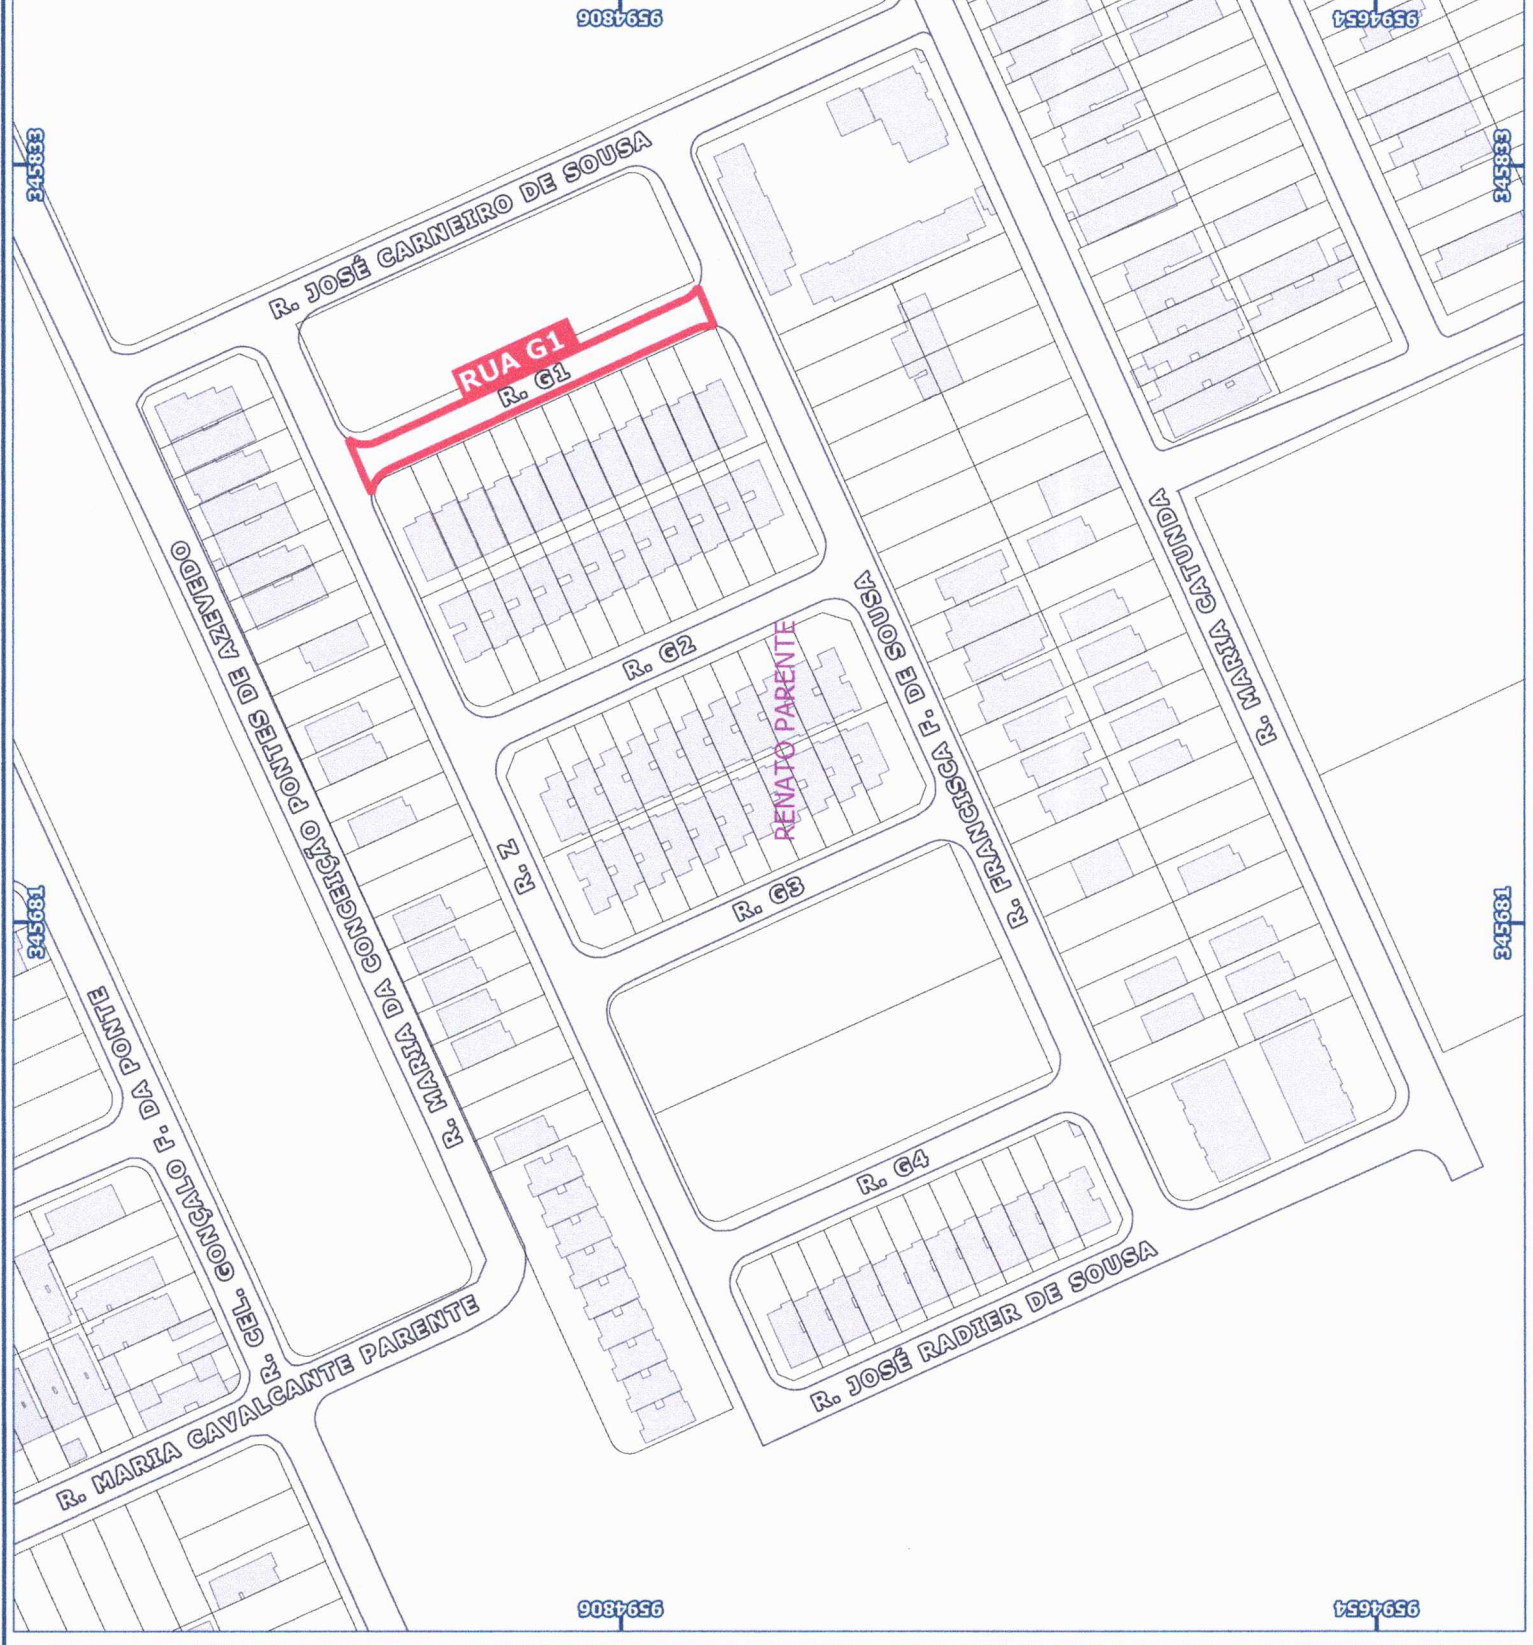 9594806
9594654
345833
345833
R. JOSÉ CARNEIRO DE SOUSA
RUA G1
R. G1
R. MARIA DA CONCEIÇÃO PONTES DE AZEVEDO
R. MARIA CATUNDA
R. G2
RENATO PARENTE
R. FRANCISCA F. DE SOUSA
R. Z
R. G3
345681
345681
R. CEL. GONÇALO F. DA PONTE
R. G4
R. JOSÉ RADIER DE SOUSA
R. MARIA CAVALCANTE PARENTE
9594806
9594654